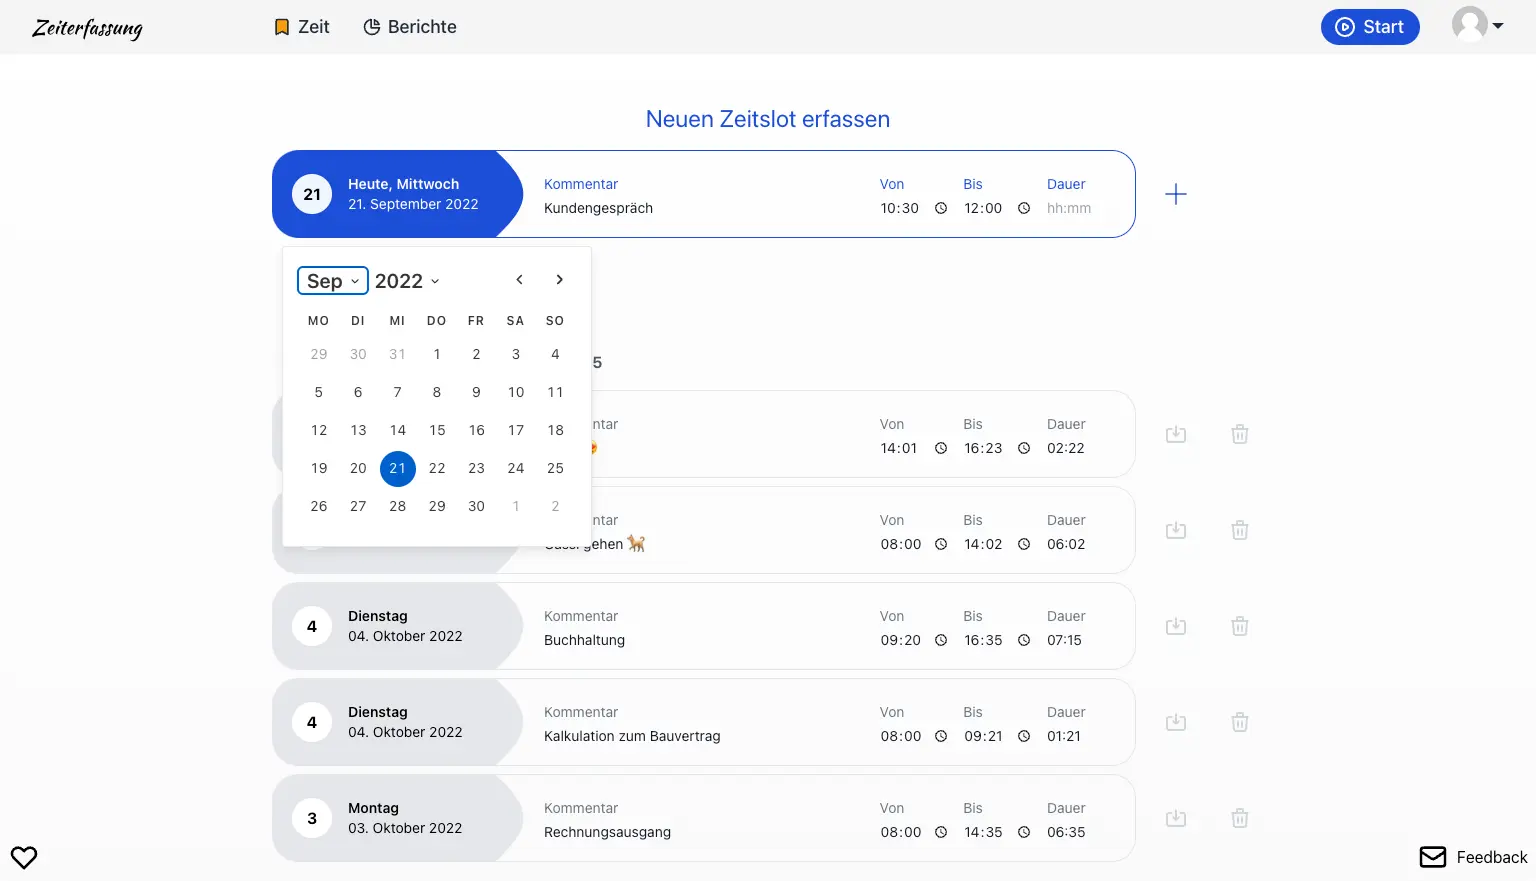 Zeiterfassung
Zeit
Berichte
Start
Neuen Zeitslot erfassen
21
Heute, Mittwoch
21. September 2022
Kommentar
Kundengespräch
Von
10:30
Bis
12:00
Dauer
hh:mm
Sep
2022
MO DI MI DO FR SA SO
29 30 31 1 2 3 4
5 6 7 8 9 10 11
12 13 14 15 16 17 18
19 20 21 22 23 24 25
26 27 28 29 30 1 2
5
ntar
Von
14:01
Bis
16:23
Dauer
02:22
ntar
gehen
Von
08:00
Bis
14:02
Dauer
06:02
4
Dienstag
04. Oktober 2022
Kommentar
Buchhaltung
Von
09:20
Bis
16:35
Dauer
07:15
4
Dienstag
04. Oktober 2022
Kommentar
Kalkulation zum Bauvertrag
Von
08:00
Bis
09:21
Dauer
01:21
3
Montag
03. Oktober 2022
Kommentar
Rechnungsausgang
Von
08:00
Bis
14:35
Dauer
06:35
Feedback